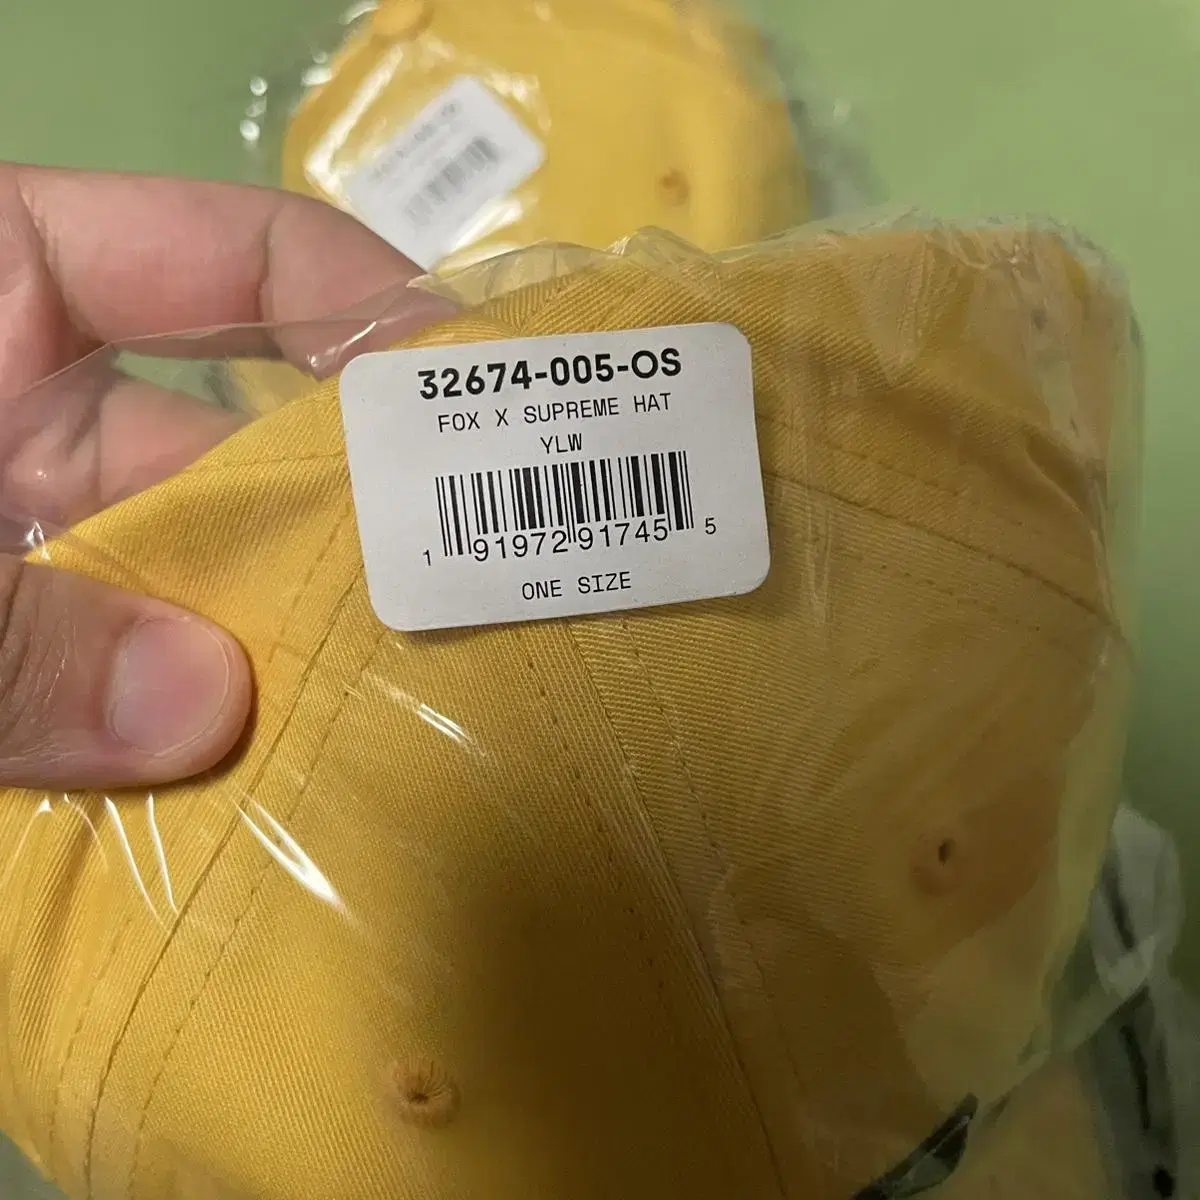 32674-005-OS
FOX X SUPREME HAT
YLW
1 91972 91745 5
ONE SIZE